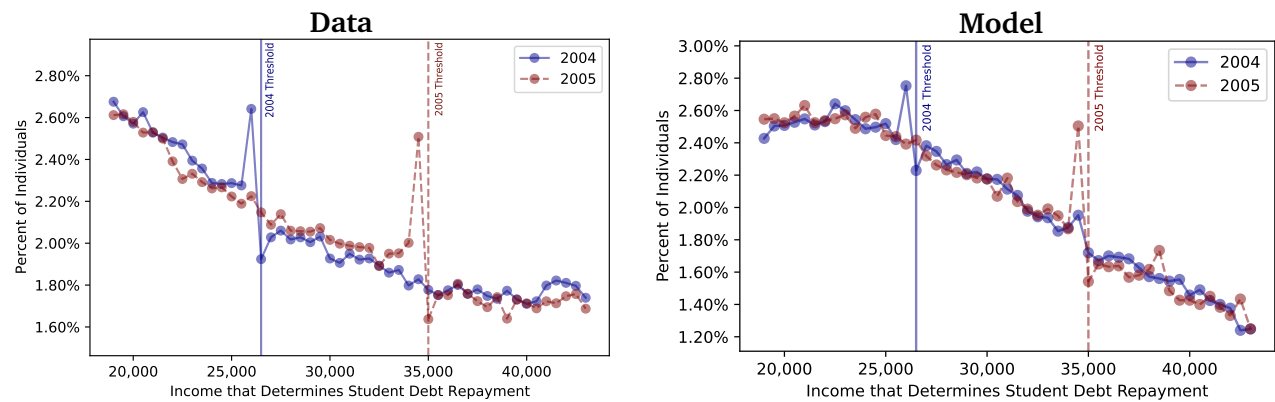 Data
Percent of Individuals
2.80%
2.60%
2.40%
2.20%
2.00%
1.80%
1.60%
2004 Threshold
2005 Threshold
2004
2005
20,000 25,000 30,000 35,000 40,000
Income that Determines Student Debt Repayment
Model
Percent of Individuals
3.00%
2.80%
2.60%
2.40%
2.20%
2.00%
1.80%
1.60%
1.40%
1.20%
2004 Threshold
2005 Threshold
2004
2005
20,000 25,000 30,000 35,000 40,000
Income that Determines Student Debt Repayment